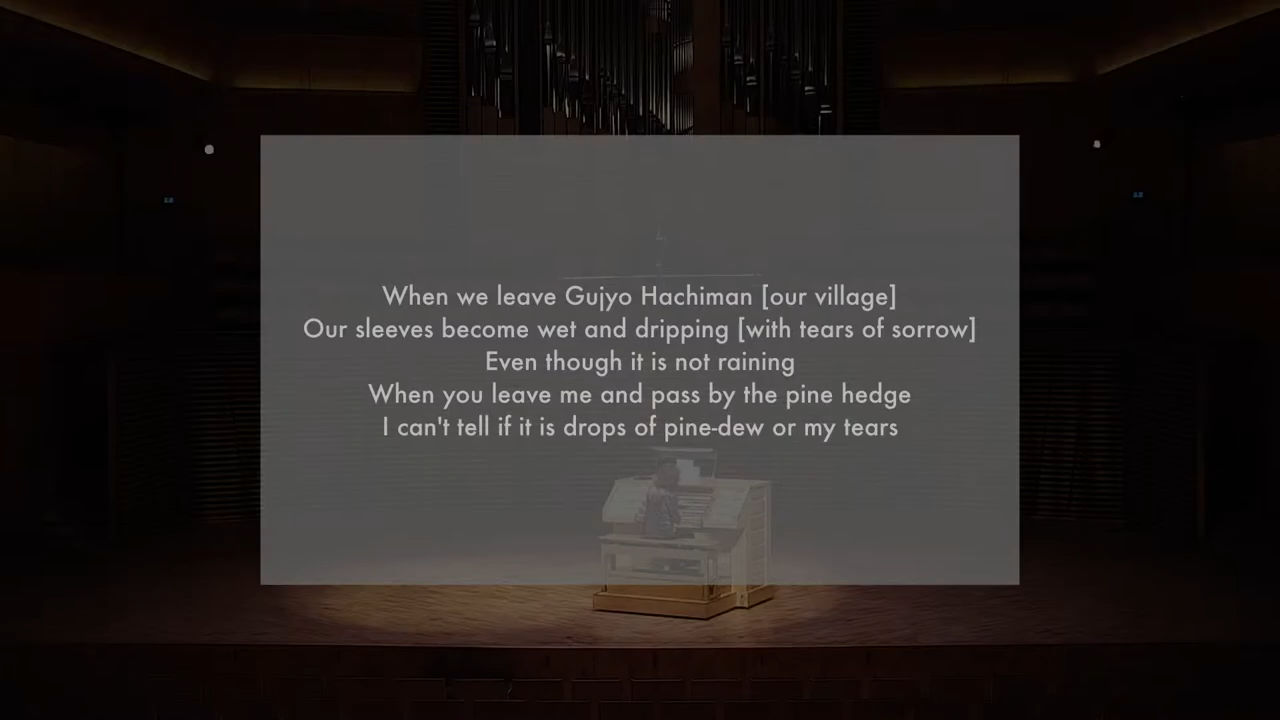 When we leave Gujyo Hachiman [our village]
Our sleeves become wet and dripping [with tears of sorrow]
Even though it is not raining
When you leave me and pass by the pine hedge
I can't tell if it is drops of pine-dew or my tears